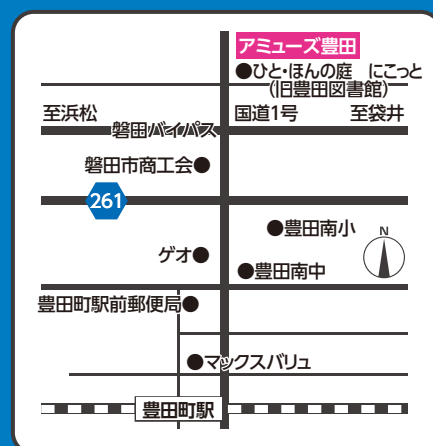 アミューズ豊田
●ひと・ほんの庭 にこっと
(旧豊田図書館)
至浜松
国道1号
至袋井
磐田バイパス
磐田市商工会●
261
●豊田南小
N
ゲオ●
●豊田南中
豊田町駅前郵便局●
●マックスバリュ
豊田町駅